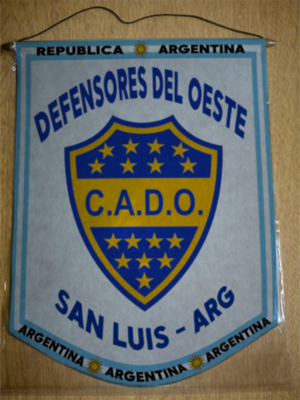 REPUBLICA ARGENTINA
DEFENSORES DEL OESTE
C.A.D.O.
SAN LUIS - ARG
ARGENTINA ARGENTINA ARGENTINA